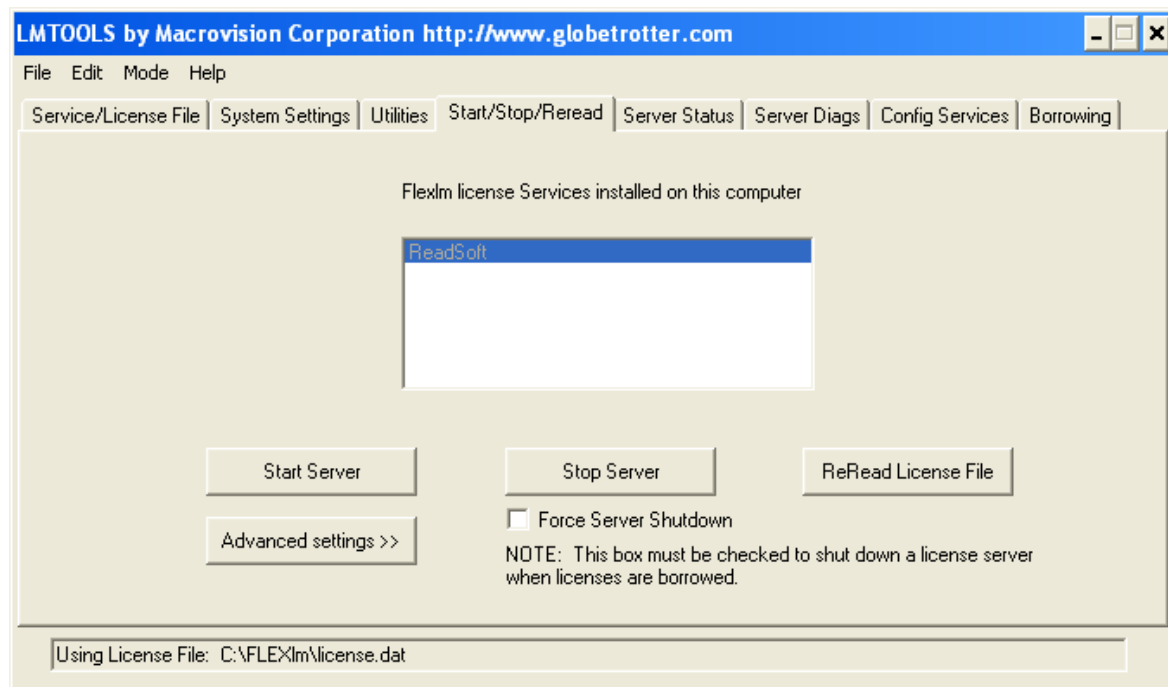 LMTOOLS by Macrovision Corporation http://www.globetrotter.com
File Edit Mode Help
Service/License File System Settings Utilities Start/Stop/Reread Server Status Server Diags Config Services Borrowing
Flexlm license Services installed on this computer
ReadSoft
Start Server Stop Server ReRead License File
Force Server Shutdown
Advanced settings >>
NOTE: This box must be checked to shut down a license server
when licenses are borrowed.
Using License File: C:\FLEXlm\license.dat